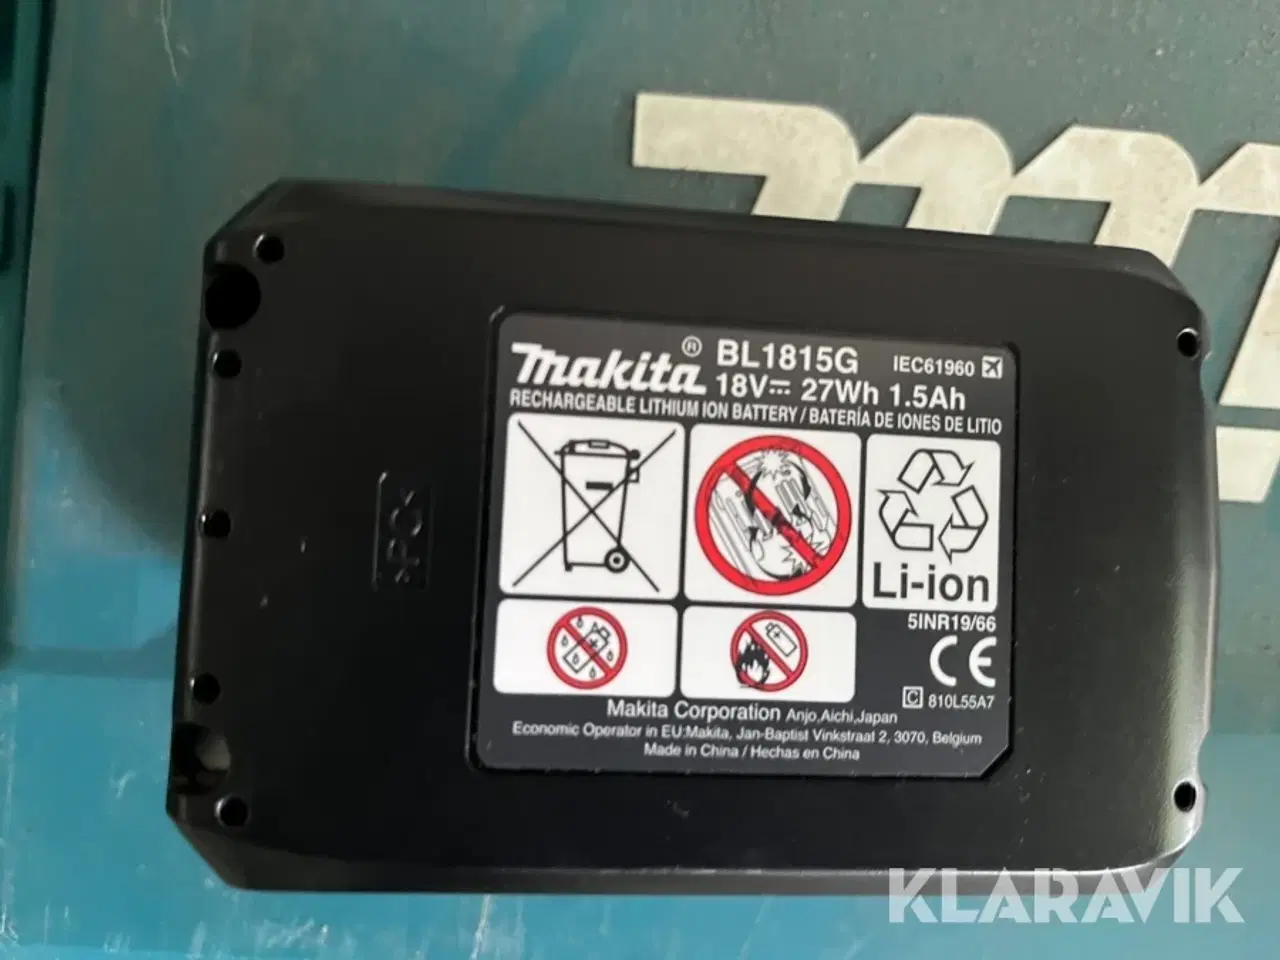 makita® BL1815G IEC61960
18V⎓ 27Wh 1.5Ah
RECHARGEABLE LITHIUM ION BATTERY / BATERÍA DE IONES DE LITIO
Li-ion
5INR19/66
CE
C 810L55A7
Makita Corporation Anjo,Aichi,Japan
Economic Operator in EU:Makita, Jan-Baptist Vinkstraat 2, 3070, Belgium
Made in China / Hechas en China
>PC<
KLARAVIK